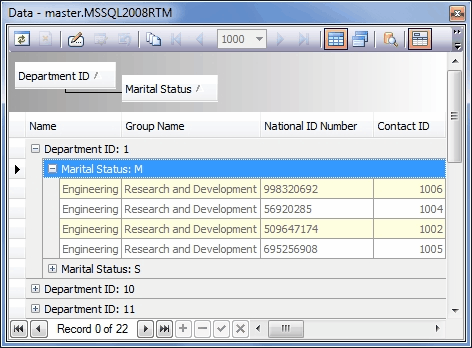 Data - master.MSSQL2008RTM
1000
Department ID
Marital Status
Name Group Name National ID Number Contact ID
Department ID: 1
Marital Status: M
Engineering Research and Development 998320692 1006
Engineering Research and Development 56920285 1004
Engineering Research and Development 509647174 1002
Engineering Research and Development 695256908 1005
Marital Status: S
Department ID: 10
Department ID: 11
Record 0 of 22